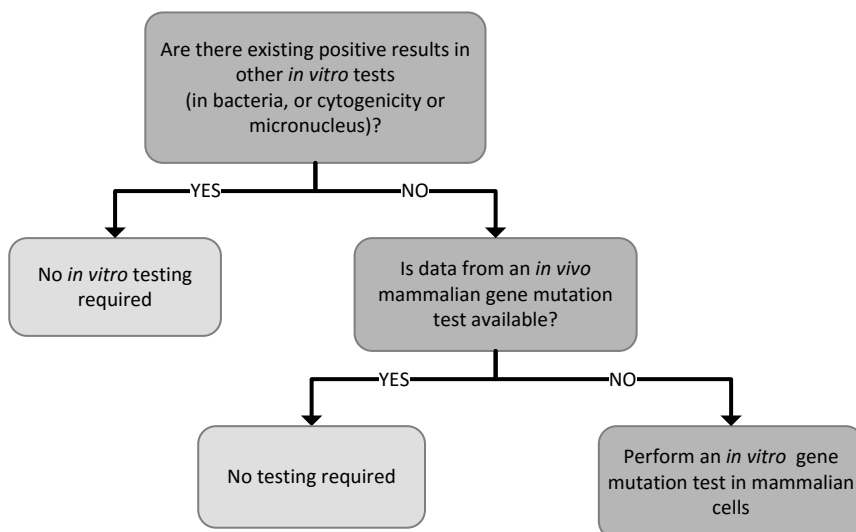 Are there existing positive results in
other in vitro tests
(in bacteria, or cytogenicity or
micronucleus)?
YES
NO
No in vitro testing
required
Is data from an in vivo
mammalian gene mutation
test available?
YES
NO
No testing required
Perform an in vitro gene
mutation test in mammalian
cells